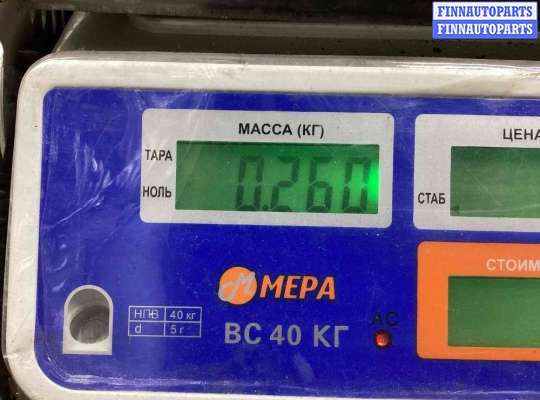 FINNAUTOPARTS
FINNAUTOPARTS
МАССА (КГ)
ЦЕНА
ТАРА
НОЛЬ
0.260
СТАБ
СТОИМ
МЕРА
НПВ 40 кг
d 5 г
ВС 40 КГ
AC